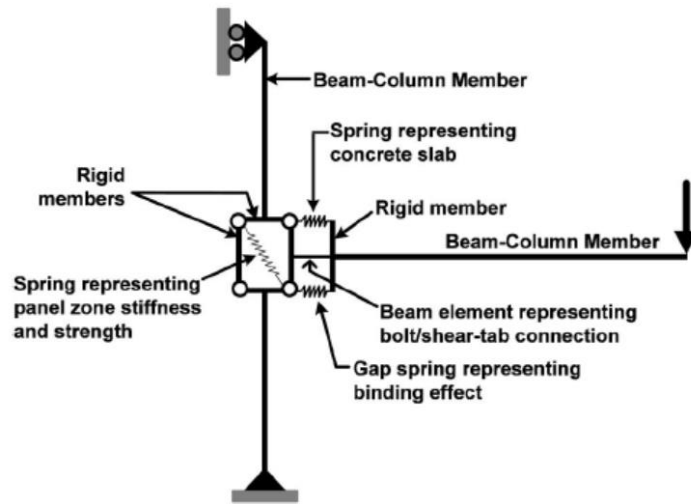 Beam-Column Member
Spring representing
concrete slab
Rigid
members
Rigid member
Beam-Column Member
Spring representing
panel zone stiffness
and strength
Beam element representing
bolt/shear-tab connection
Gap spring representing
binding effect